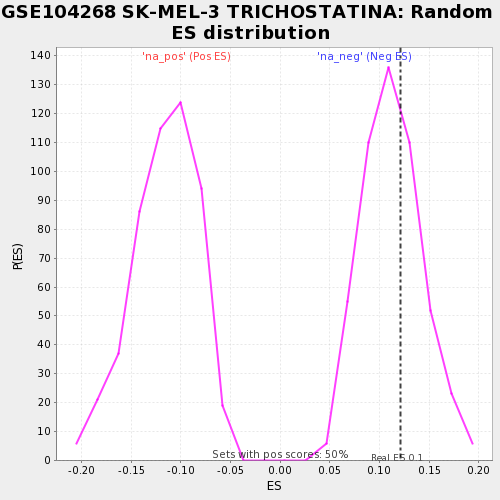 GSE104268 SK-MEL-3 TRICHOSTATINA: Random
ES distribution
'na_pos' (Pos ES)
'na_neg' (Neg ES)
140
130
120
110
100
90
80
70
60
50
40
30
20
10
0
P(ES)
Sets with pos scores: 50%
Real ES 0.1
-0.20 -0.15 -0.10 -0.05 0.00 0.05 0.10 0.15 0.20
ES